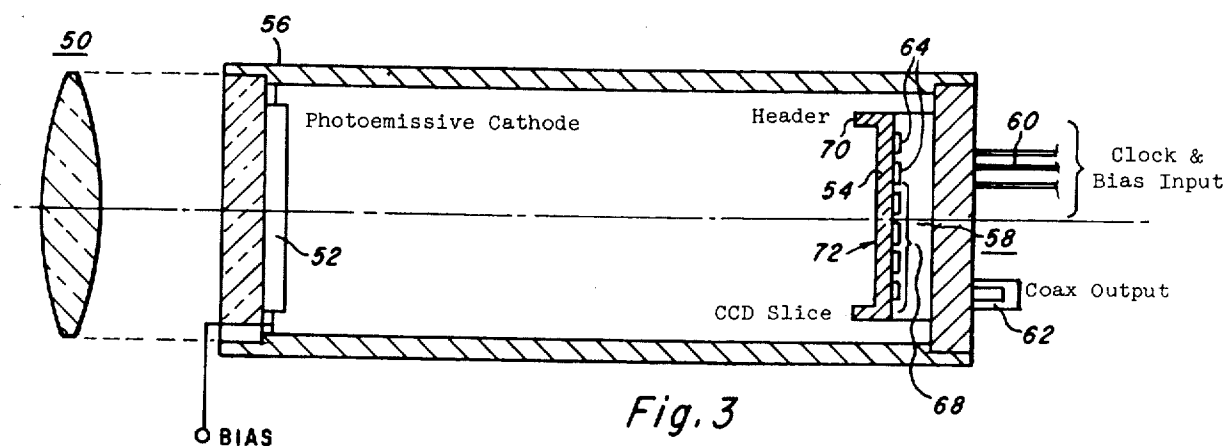 50
56
64
Photoemissive Cathode
Header
70
60
54
Clock &
Bias Input
52
72
58
CCD Slice
Coax Output
62
68
BIAS
Fig. 3